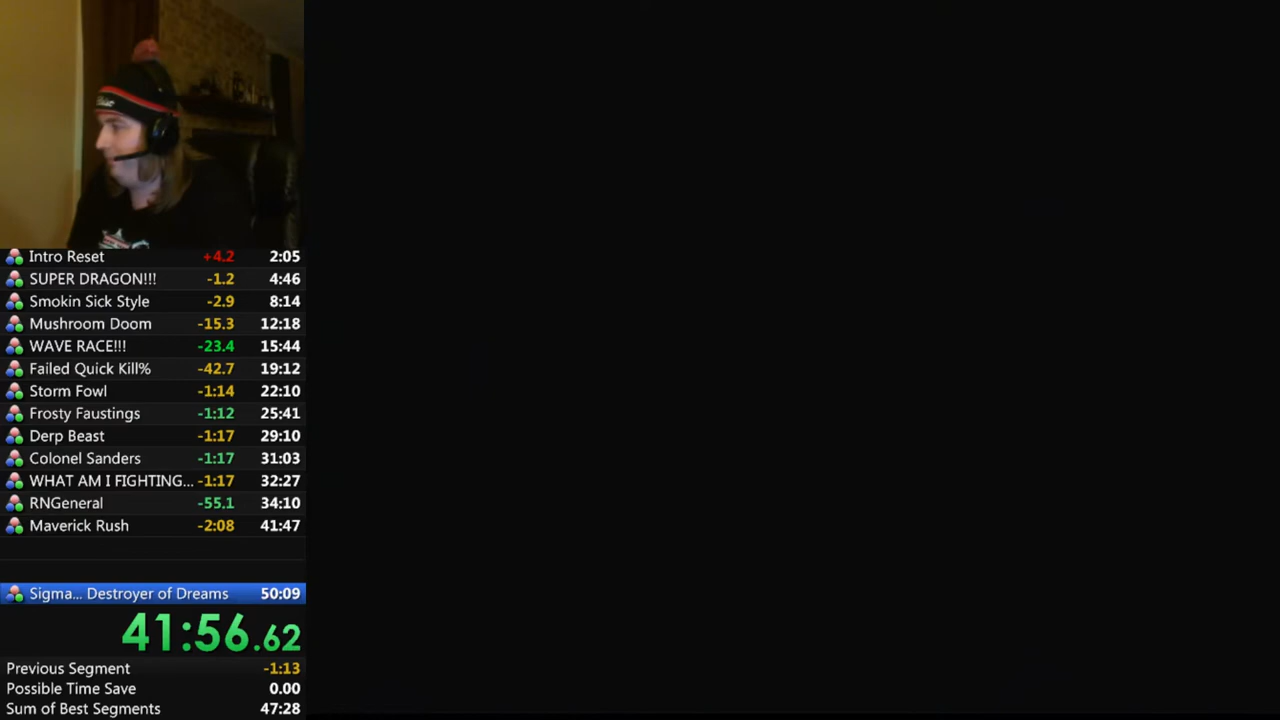 Intro Reset +4.2 2:05
SUPER DRAGON!!! -1.2 4:46
Smokin Sick Style -2.9 8:14
Mushroom Doom -15.3 12:18
WAVE RACE!!! -23.4 15:44
Failed Quick Kill% -42.7 19:12
Storm Fowl -1:14 22:10
Frosty Faustings -1:12 25:41
Derp Beast -1:17 29:10
Colonel Sanders -1:17 31:03
WHAT AM I FIGHTING... -1:17 32:27
RNGeneral -55.1 34:10
Maverick Rush -2:08 41:47
Sigma... Destroyer of Dreams 50:09
41:56.62
Previous Segment -1:13
Possible Time Save 0.00
Sum of Best Segments 47:28